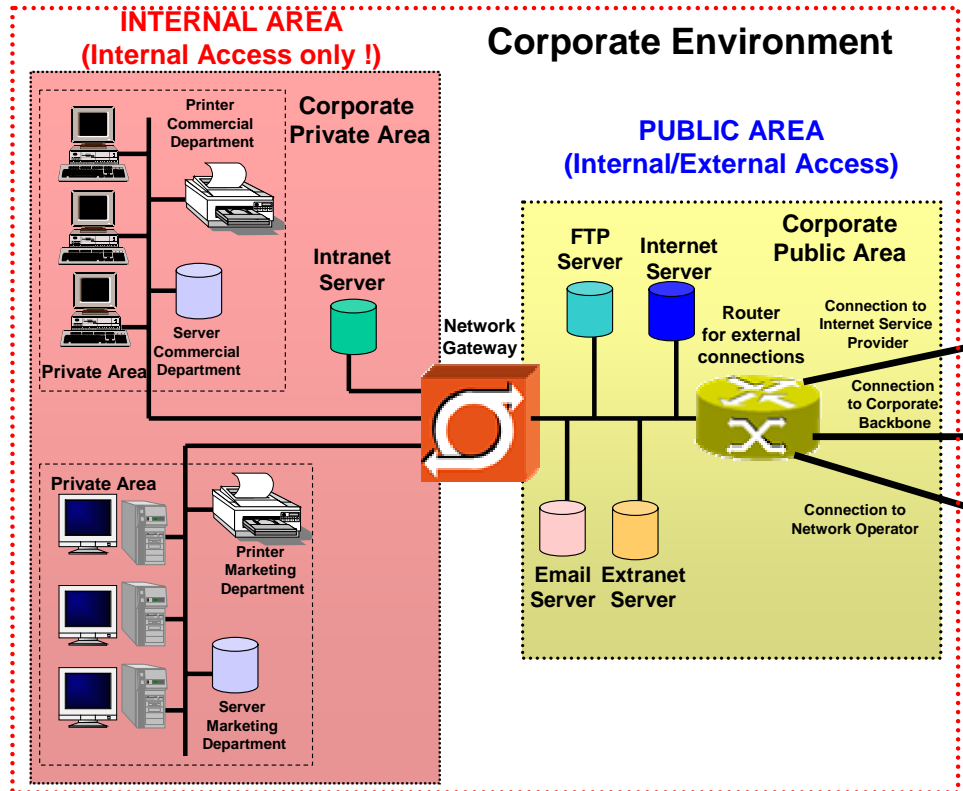 INTERNAL AREA
(Internal Access only !)
Corporate Environment
Printer
Commercial
Department
Corporate
Private Area
PUBLIC AREA
(Internal/External Access)
Intranet
Server
Server
Commercial
Department
Private Area
Network
Gateway
FTP
Server
Internet
Server
Corporate
Public Area
Router
for external
connections
Connection to
Internet Service
Provider
Connection
to Corporate
Backbone
Connection to
Network Operator
Email
Server
Extranet
Server
Private Area
Printer
Marketing
Department
Server
Marketing
Department